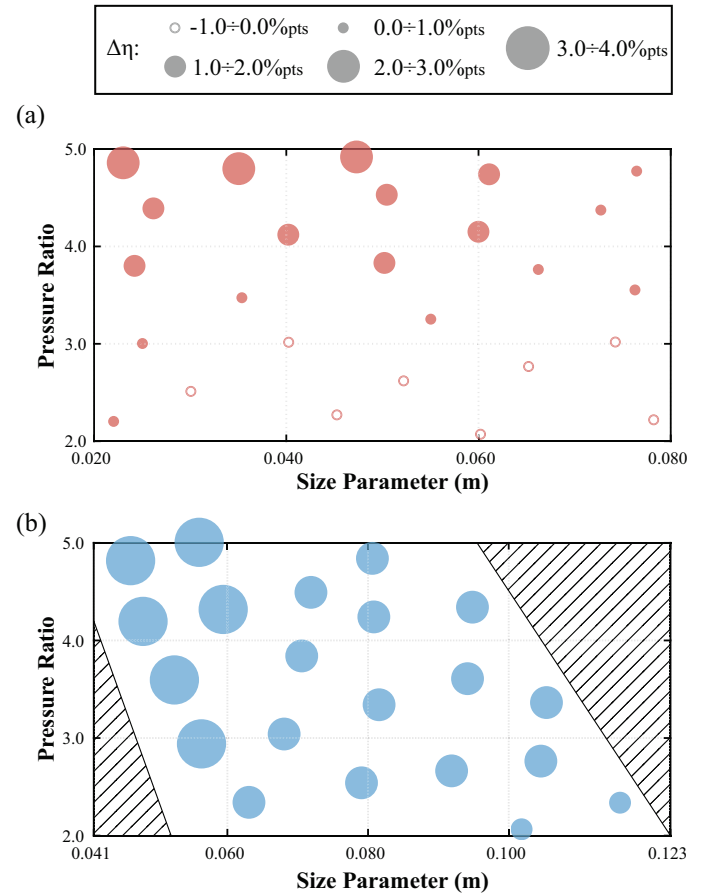 Δη: -1.0÷0.0%pts 0.0÷1.0%pts 3.0÷4.0%pts
1.0÷2.0%pts 2.0÷3.0%pts
(a)
5.0
4.0
3.0
2.0
Pressure Ratio
0.020 0.040 0.060 0.080
Size Parameter (m)
(b)
5.0
4.0
3.0
2.0
Pressure Ratio
0.041 0.060 0.080 0.100 0.123
Size Parameter (m)